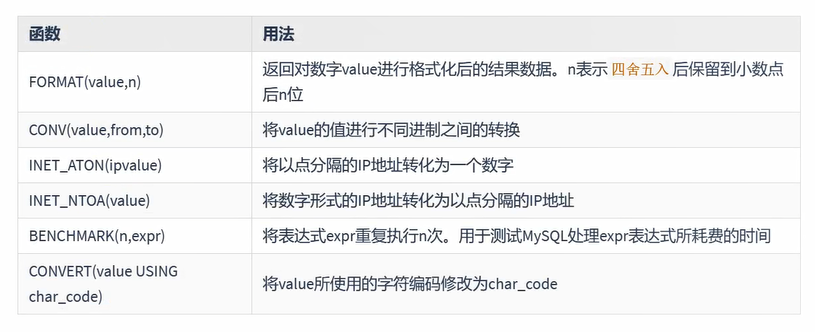 函数 用法
FORMAT(value,n) 返回对数字value进行格式化后的结果数据。n表示 四舍五入 后保留到小数点
后n位
CONV(value,from,to) 将value的值进行不同进制之间的转换
INET_ATON(ipvalue) 将以点分隔的IP地址转化为一个数字
INET_NTOA(value) 将数字形式的IP地址转化为以点分隔的IP地址
BENCHMARK(n,expr) 将表达式expr重复执行n次。用于测试MySQL处理expr表达式所耗费的时间
CONVERT(value USING
char_code) 将value所使用的字符编码修改为char_code